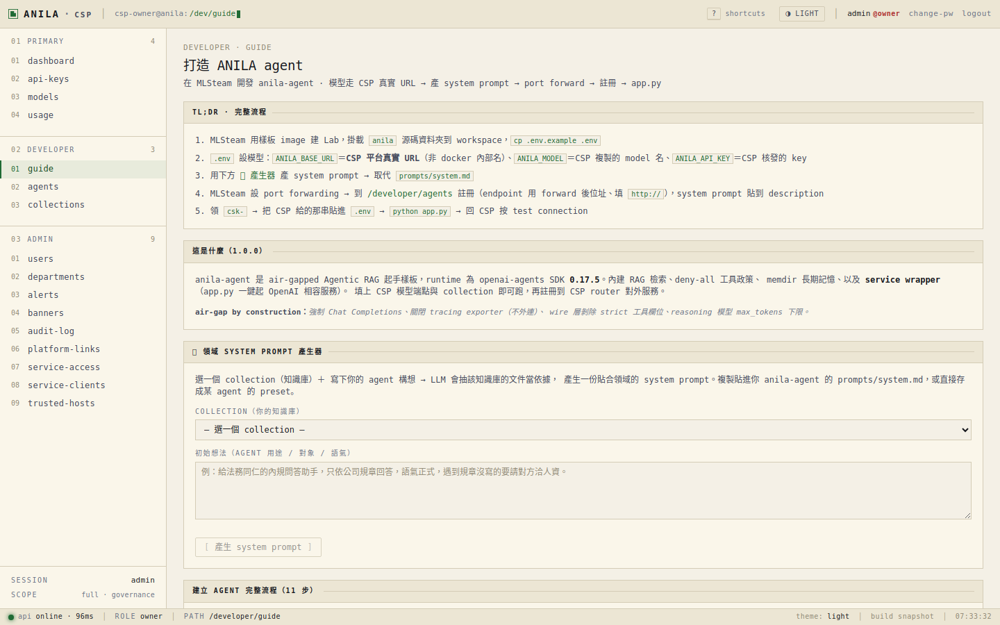 ANILA · CSP
csp-owner@anila:/dev/guide
? shortcuts
LIGHT
admin @owner
change-pw
logout
01 PRIMARY 4
01 dashboard
02 api-keys
03 models
04 usage
02 DEVELOPER 3
01 guide
02 agents
03 collections
03 ADMIN 9
01 users
02 departments
03 alerts
04 banners
05 audit-log
06 platform-links
07 service-access
08 service-clients
09 trusted-hosts
SESSION admin
SCOPE full · governance
DEVELOPER · GUIDE
打造 ANILA agent
在 MLSteam 開發 anila-agent · 模型走 CSP 真實 URL → 產 system prompt → port forward → 註冊 → app.py
TL;DR · 完整流程
1. MLSteam 用樣板 image 建 Lab，掛載 anila 源碼資料夾到 workspace，cp .env.example .env
2. .env 設模型：ANILA_BASE_URL＝CSP 平台真實 URL（非 docker 內部名）、ANILA_MODEL＝CSP 複製的 model 名、ANILA_API_KEY＝CSP 核發的 key
3. 用下方 產生器 產 system prompt → 取代 prompts/system.md
4. MLSteam 設 port forwarding → 到 /developer/agents 註冊（endpoint 用 forward 後位址、填 http://），system prompt 貼到 description
5. 領 csk- → 把 CSP 給的那串貼進 .env → python app.py → 回 CSP 按 test connection
這是什麼（1.0.0）
anila-agent 是 air-gapped Agentic RAG 起手樣板，runtime 為 openai-agents SDK 0.17.5。內建 RAG 檢索、deny-all 工具政策、 memdir 長期記憶、以及 service wrapper
（app.py 一鍵起 OpenAI 相容服務）。 填上 CSP 模型端點與 collection 即可跑，再註冊到 CSP router 對外服務。
air-gap by construction：強制 Chat Completions、關閉 tracing exporter（不外連）、 wire 層剝除 strict 工具欄位、reasoning 模型 max_tokens 下限。
領域 SYSTEM PROMPT 產生器
選一個 collection（知識庫）＋ 寫下你的 agent 構想 → LLM 會抽該知識庫的文件當依據， 產生一份貼合領域的 system prompt。複製貼進你 anila-agent 的 prompts/system.md，或直接存
成某 agent 的 preset。
COLLECTION（你的知識庫）
— 選一個 collection —
初始想法（AGENT 用途 / 對象 / 語氣）
例：給法務同仁的內規問答助手，只依公司規章回答，語氣正式，遇到規章沒寫的要請對方洽人資。
[ 產生 system prompt ]
建立 AGENT 完整流程（11 步）
api online · 96ms
ROLE owner
PATH /developer/guide
theme: light
build snapshot
07:33:32